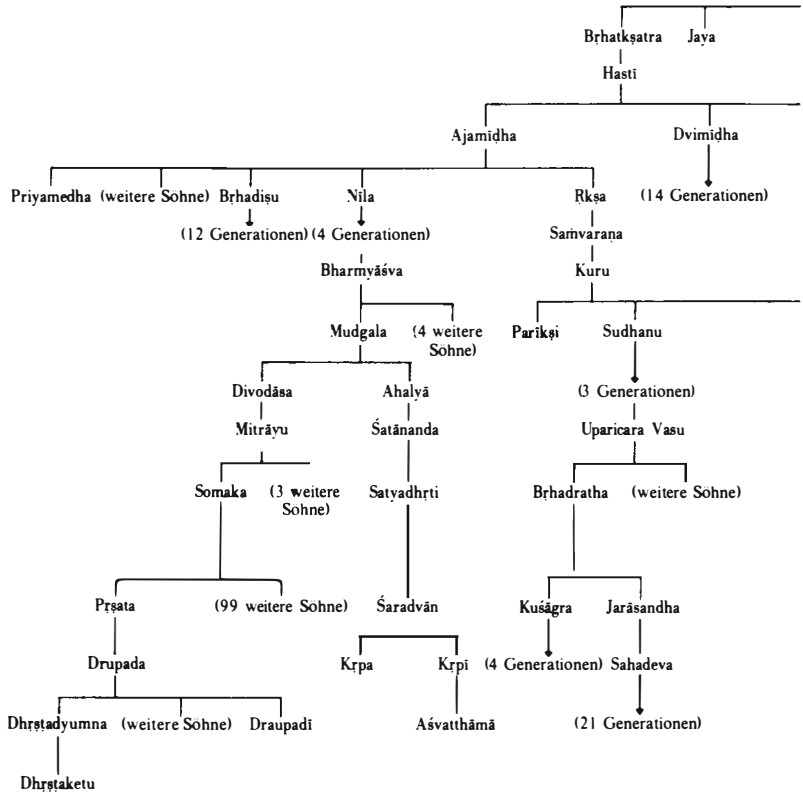 Bṛhatkṣatra Jaya
Hastī
Ajamīḍha Dvimīḍha
Priyamedha (weitere Söhne) Bṛhadiṣu Nīla Ṛkṣa (14 Generationen)
(12 Generationen) (4 Generationen) Saṁvaraṇa
Bharmyāśva Kuru
Mudgala (4 weitere Parīkṣi Sudhanu
Söhne)
Divodāsa Ahalyā (3 Generationen)
Mitrāyu Śatānanda Uparicara Vasu
Somaka (3 weitere Satyadhṛti Bṛhadratha (weitere Söhne)
Söhne)
Pṛṣata (99 weitere Söhne) Śaradvān Kuśāgra Jarāsandha
Drupada Kṛpa Kṛpī (4 Generationen) Sahadeva
Dhṛṣṭadyumna (weitere Söhne) Draupadī Aśvatthāmā (21 Generationen)
Dhṛṣṭaketu